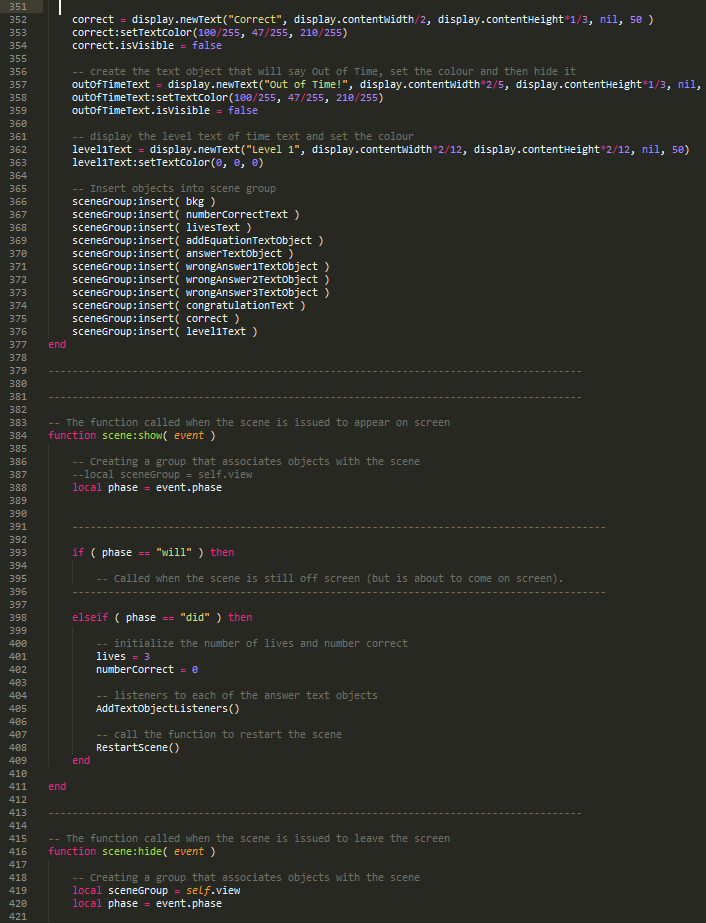 351
352 correct = display.newText("Correct", display.contentWidth/2, display.contentHeight*1/3, nil, 50 )
353 correct:setTextColor(100/255, 47/255, 210/255)
354 correct.isVisible = false
355
356 -- create the text object that will say Out of Time, set the colour and then hide it
357 outOfTimeText = display.newText("Out of Time!", display.contentWidth*2/5, display.contentHeight*1/3, nil,
358 outOfTimeText:setTextColor(100/255, 47/255, 210/255)
359 outOfTimeText.isVisible = false
360
361 -- display the level text of time text and set the colour
362 level1Text = display.newText("Level 1", display.contentWidth*2/12, display.contentHeight*2/12, nil, 50)
363 level1Text:setTextColor(0, 0, 0)
364
365 -- Insert objects into scene group
366 sceneGroup:insert( bkg )
367 sceneGroup:insert( numberCorrectText )
368 sceneGroup:insert( livesText )
369 sceneGroup:insert( addEquationTextObject )
370 sceneGroup:insert( answerTextObject )
371 sceneGroup:insert( wrongAnswer1TextObject )
372 sceneGroup:insert( wrongAnswer2TextObject )
373 sceneGroup:insert( wrongAnswer3TextObject )
374 sceneGroup:insert( congratulationText )
375 sceneGroup:insert( correct )
376 sceneGroup:insert( level1Text )
377 end
378
379 -----------------------------------------------------------------------------------------
380
381 -----------------------------------------------------------------------------------------
382
383 -- The function called when the scene is issued to appear on screen
384 function scene:show( event )
385
386 -- Creating a group that associates objects with the scene
387 --local sceneGroup = self.view
388 local phase = event.phase
389
390
391 -----------------------------------------------------------------------------------------
392
393 if ( phase == "will" ) then
394
395 -- Called when the scene is still off screen (but is about to come on screen).
396 -----------------------------------------------------------------------------------------
397
398 elseif ( phase == "did" ) then
399
400 -- initialize the number of lives and number correct
401 lives = 3
402 numberCorrect = 0
403
404 -- listeners to each of the answer text objects
405 AddTextObjectListeners()
406
407 -- call the function to restart the scene
408 RestartScene()
409 end
410
411 end
412
413 -----------------------------------------------------------------------------------------
414
415 -- The function called when the scene is issued to leave the screen
416 function scene:hide( event )
417
418 -- Creating a group that associates objects with the scene
419 local sceneGroup = self.view
420 local phase = event.phase
421